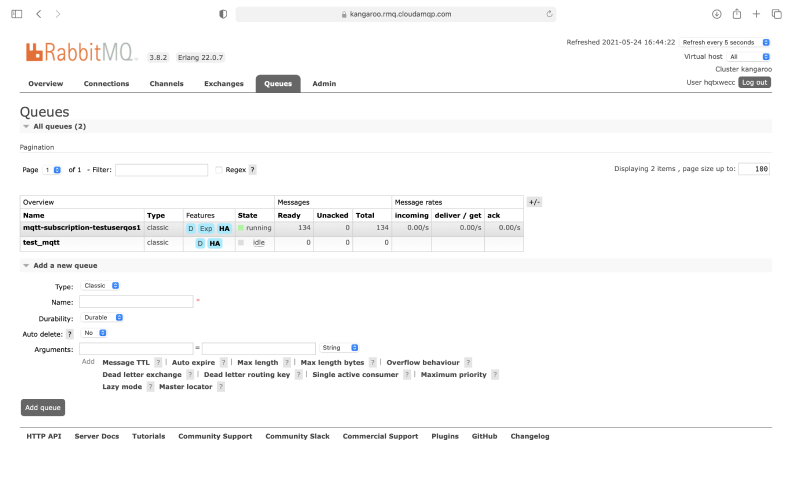 kangaroo.rmq.cloudamqp.com
Refreshed 2021-05-24 16:44:22 Refresh every 5 seconds
RabbitMQ 3.8.2 Erlang 22.0.7
Virtual host All
Cluster kangaroo
User hqtxwecc Log out
Overview Connections Channels Exchanges Queues Admin
Queues
All queues (2)
Pagination
Page 1 of 1 - Filter: Regex ? Displaying 2 items , page size up to: 100
Overview Messages Message rates +/-
Name Type Features State Ready Unacked Total incoming deliver / get ack
mqtt-subscription-testuserqos1 classic D Exp HA running 134 0 134 0.00/s 0.00/s 0.00/s
test_mqtt classic D HA idle 0 0 0
Add a new queue
Type: Classic
Name: *
Durability: Durable
Auto delete: ? No
Arguments: = String
Add Message TTL ? | Auto expire ? | Max length ? | Max length bytes ? | Overflow behaviour ?
Dead letter exchange ? | Dead letter routing key ? | Single active consumer ? | Maximum priority ?
Lazy mode ? Master locator ?
Add queue
HTTP API Server Docs Tutorials Community Support Community Slack Commercial Support Plugins GitHub Changelog